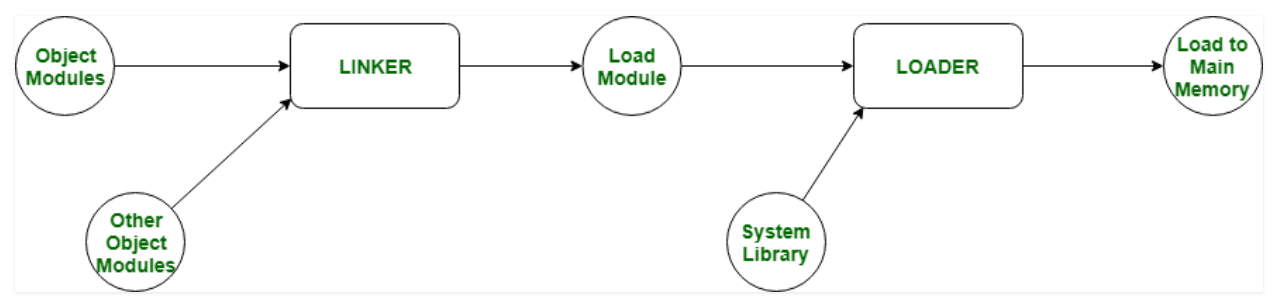 Object
Modules
LINKER
Load
Module
LOADER
Load to
Main
Memory
Other
Object
Modules
System
Library